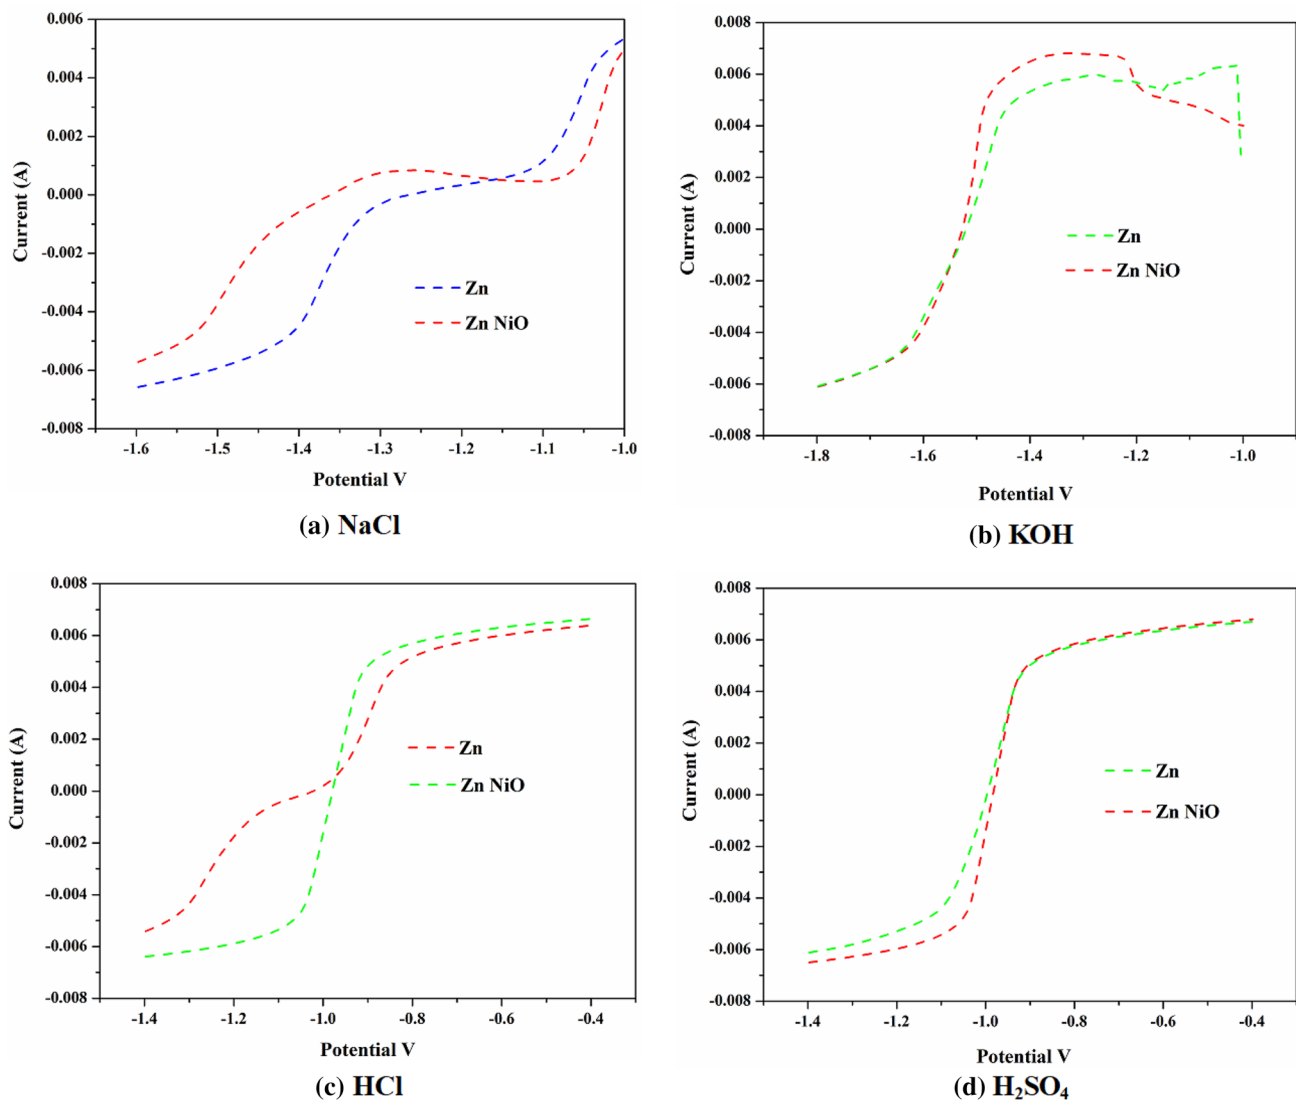 0.006
0.004
0.002
0.000
-0.002
-0.004
-0.006
-0.008
Current (A)
Zn
Zn NiO
-1.6 -1.5 -1.4 -1.3 -1.2 -1.1 -1.0
Potential V
(a) NaCl
0.008
0.006
0.004
0.002
0.000
-0.002
-0.004
-0.006
-0.008
Current (A)
Zn
Zn NiO
-1.8 -1.6 -1.4 -1.2 -1.0
Potential V
(b) KOH
0.008
0.006
0.004
0.002
0.000
-0.002
-0.004
-0.006
-0.008
Current (A)
Zn
Zn NiO
-1.4 -1.2 -1.0 -0.8 -0.6 -0.4
Potential V
(c) HCl
0.008
0.006
0.004
0.002
0.000
-0.002
-0.004
-0.006
-0.008
Current (A)
Zn
Zn NiO
-1.4 -1.2 -1.0 -0.8 -0.6 -0.4
Potential V
(d) H₂SO₄